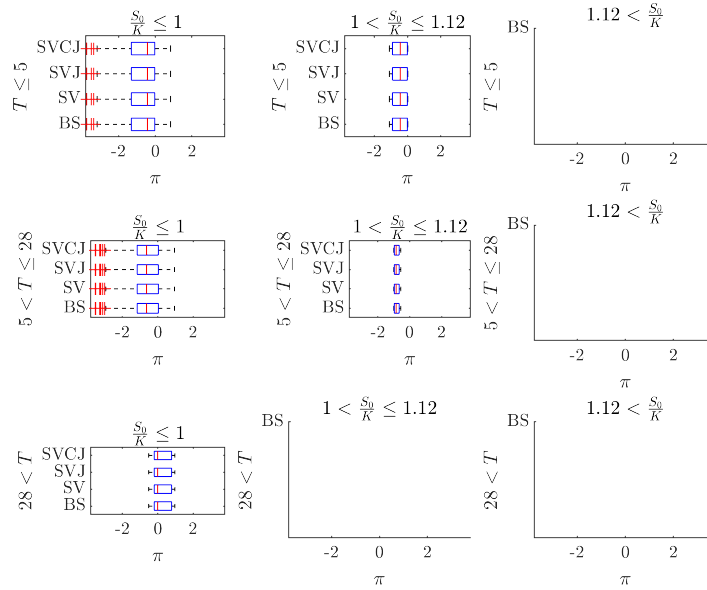 S₀/K ≤ 1
SVCJ
SVJ
SV
BS
T ≤ 5
-2 0 2
π
1 < S₀/K ≤ 1.12
SVCJ
SVJ
SV
BS
T ≤ 5
-2 0 2
π
1.12 < S₀/K
BS
T ≤ 5
-2 0 2
π
S₀/K ≤ 1
SVCJ
SVJ
SV
BS
5 < T ≤ 28
-2 0 2
π
1 < S₀/K ≤ 1.12
SVCJ
SVJ
SV
BS
5 < T ≤ 28
-2 0 2
π
1.12 < S₀/K
BS
5 < T ≤ 28
-2 0 2
π
S₀/K ≤ 1
SVCJ
SVJ
SV
BS
28 < T
-2 0 2
π
1 < S₀/K ≤ 1.12
BS
28 < T
-2 0 2
π
1.12 < S₀/K
BS
28 < T
-2 0 2
π